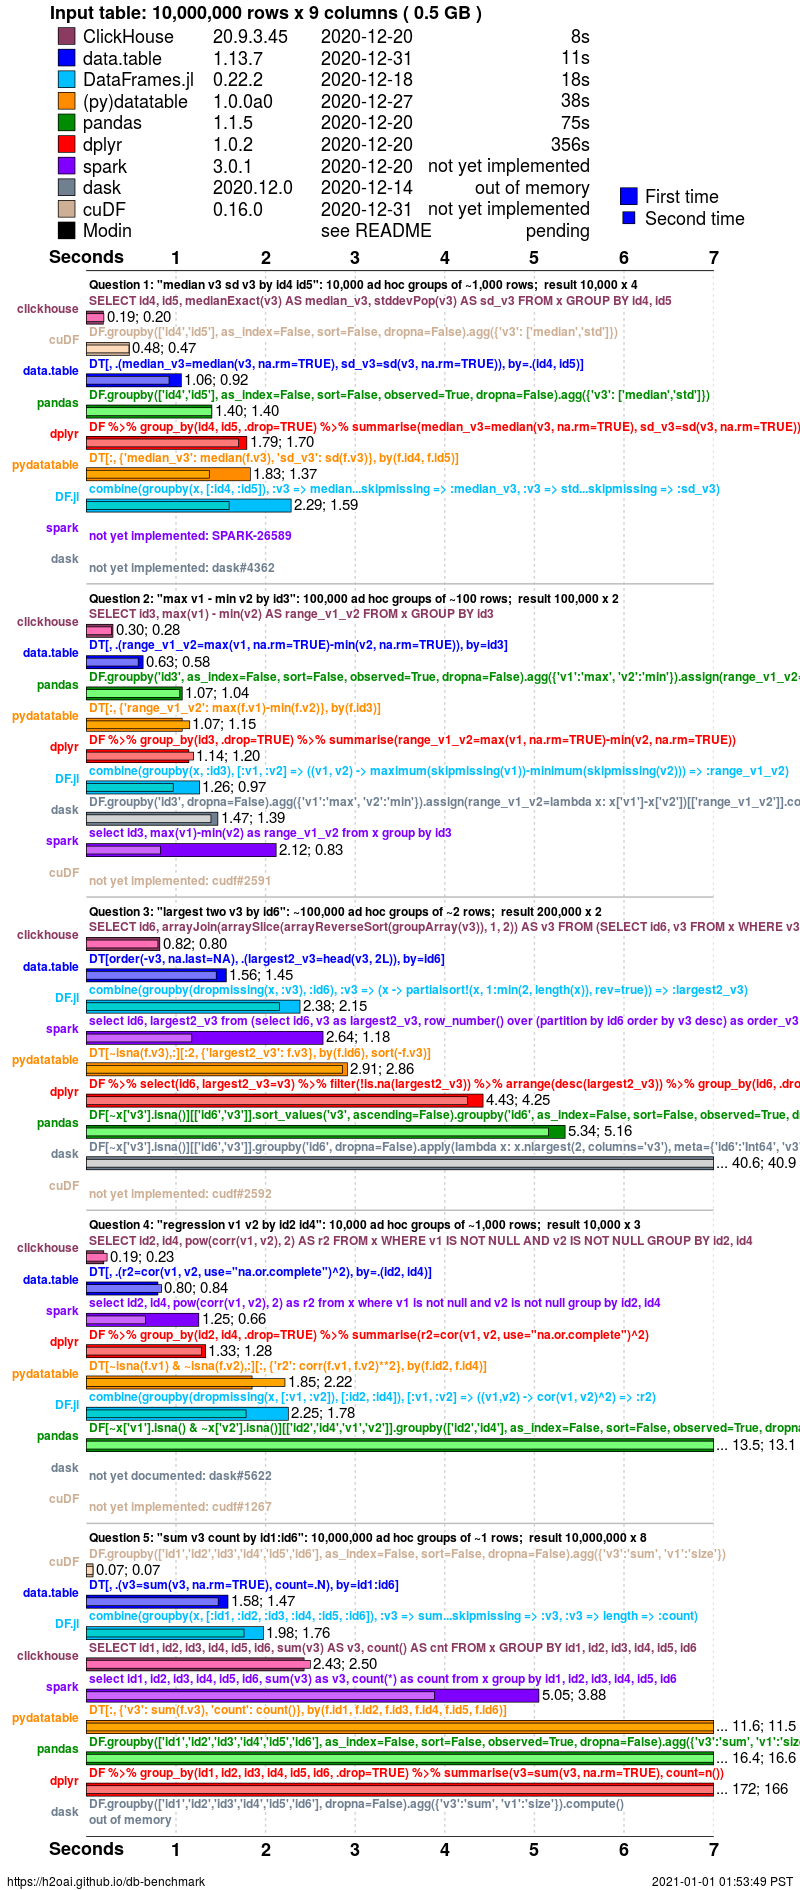 Input table: 10,000,000 rows x 9 columns ( 0.5 GB )
ClickHouse 20.9.3.45 2020-12-20 8s
data.table 1.13.7 2020-12-31 11s
DataFrames.jl 0.22.2 2020-12-18 18s
(py)datatable 1.0.0a0 2020-12-27 38s
pandas 1.1.5 2020-12-20 75s
dplyr 1.0.2 2020-12-20 356s
spark 3.0.1 2020-12-20 not yet implemented
dask 2020.12.0 2020-12-14 out of memory
cuDF 0.16.0 2020-12-31 not yet implemented
Modin see README pending
First time
Second time
Seconds 1 2 3 4 5 6 7
Question 1: "median v3 sd v3 by id4 id5": 10,000 ad hoc groups of ~1,000 rows; result 10,000 x 4
SELECT id4, id5, medianExact(v3) AS median_v3, stddevPop(v3) AS sd_v3 FROM x GROUP BY id4, id5
clickhouse 0.19; 0.20
DF.groupby(['id4','id5'], as_index=False, sort=False, dropna=False).agg({'v3': ['median','std']})
cuDF 0.48; 0.47
DT[, .(median_v3=median(v3, na.rm=TRUE), sd_v3=sd(v3, na.rm=TRUE)), by=.(id4, id5)]
data.table 1.06; 0.92
DF.groupby(['id4','id5'], as_index=False, sort=False, observed=True, dropna=False).agg({'v3': ['median','std']})
pandas 1.40; 1.40
DF %>% group_by(id4, id5, .drop=TRUE) %>% summarise(median_v3=median(v3, na.rm=TRUE), sd_v3=sd(v3, na.rm=TRUE))
dplyr 1.79; 1.70
DT[:, {'median_v3': median(f.v3), 'sd_v3': sd(f.v3)}, by(f.id4, f.id5)]
pydatatable 1.83; 1.37
combine(groupby(x, [:id4, :id5]), :v3 => median...skipmissing => :median_v3, :v3 => std...skipmissing => :sd_v3)
DF.jl 2.29; 1.59
spark not yet implemented: SPARK-26589
dask not yet implemented: dask#4362
Question 2: "max v1 - min v2 by id3": 100,000 ad hoc groups of ~100 rows; result 100,000 x 2
SELECT id3, max(v1) - min(v2) AS range_v1_v2 FROM x GROUP BY id3
clickhouse 0.30; 0.28
DT[, .(range_v1_v2=max(v1, na.rm=TRUE)-min(v2, na.rm=TRUE)), by=id3]
data.table 0.63; 0.58
DF.groupby('id3', as_index=False, sort=False, observed=True, dropna=False).agg({'v1':'max', 'v2':'min'}).assign(range_v1_v2=
pandas 1.07; 1.04
DT[:, {'range_v1_v2': max(f.v1)-min(f.v2)}, by(f.id3)]
pydatatable 1.07; 1.15
DF %>% group_by(id3, .drop=TRUE) %>% summarise(range_v1_v2=max(v1, na.rm=TRUE)-min(v2, na.rm=TRUE))
dplyr 1.14; 1.20
combine(groupby(x, :id3), [:v1, :v2] => ((v1, v2) -> maximum(skipmissing(v1))-minimum(skipmissing(v2))) => :range_v1_v2)
DF.jl 1.26; 0.97
DF.groupby('id3', dropna=False).agg({'v1':'max', 'v2':'min'}).assign(range_v1_v2=lambda x: x['v1']-x['v2'])[['range_v1_v2']].co
dask 1.47; 1.39
select id3, max(v1)-min(v2) as range_v1_v2 from x group by id3
spark 2.12; 0.83
cuDF not yet implemented: cudf#2591
Question 3: "largest two v3 by id6": ~100,000 ad hoc groups of ~2 rows; result 200,000 x 2
SELECT id6, arrayJoin(arraySlice(arrayReverseSort(groupArray(v3)), 1, 2)) AS v3 FROM (SELECT id6, v3 FROM x WHERE v3
clickhouse 0.82; 0.80
DT[order(-v3, na.last=NA), .(largest2_v3=head(v3, 2L)), by=id6]
data.table 1.56; 1.45
combine(groupby(dropmissing(x, :v3), :id6), :v3 => (x -> partialsort!(x, 1:min(2, length(x)), rev=true)) => :largest2_v3)
DF.jl 2.38; 2.15
select id6, largest2_v3 from (select id6, v3 as largest2_v3, row_number() over (partition by id6 order by v3 desc) as order_v3
spark 2.64; 1.18
DT[~isna(f.v3),:][:2, {'largest2_v3': f.v3}, by(f.id6), sort(-f.v3)]
pydatatable 2.91; 2.86
DF %>% select(id6, largest2_v3=v3) %>% filter(!is.na(largest2_v3)) %>% arrange(desc(largest2_v3)) %>% group_by(id6, .dro
dplyr 4.43; 4.25
DF[~x['v3'].isna()][['id6','v3']].sort_values('v3', ascending=False).groupby('id6', as_index=False, sort=False, observed=True, d
pandas 5.34; 5.16
DF[~x['v3'].isna()][['id6','v3']].groupby('id6', dropna=False).apply(lambda x: x.nlargest(2, columns='v3'), meta={'id6':'Int64', 'v3'
dask ... 40.6; 40.9
cuDF not yet implemented: cudf#2592
Question 4: "regression v1 v2 by id2 id4": 10,000 ad hoc groups of ~1,000 rows; result 10,000 x 3
SELECT id2, id4, pow(corr(v1, v2), 2) AS r2 FROM x WHERE v1 IS NOT NULL AND v2 IS NOT NULL GROUP BY id2, id4
clickhouse 0.19; 0.23
DT[, .(r2=cor(v1, v2, use="na.or.complete")^2), by=.(id2, id4)]
data.table 0.80; 0.84
select id2, id4, pow(corr(v1, v2), 2) as r2 from x where v1 is not null and v2 is not null group by id2, id4
spark 1.25; 0.66
DF %>% group_by(id2, id4, .drop=TRUE) %>% summarise(r2=cor(v1, v2, use="na.or.complete")^2)
dplyr 1.33; 1.28
DT[~isna(f.v1) & ~isna(f.v2),:][:, {'r2': corr(f.v1, f.v2)**2}, by(f.id2, f.id4)]
pydatatable 1.85; 2.22
combine(groupby(dropmissing(x, [:v1, :v2]), [:id2, :id4]), [:v1, :v2] => ((v1,v2) -> cor(v1, v2)^2) => :r2)
DF.jl 2.25; 1.78
DF[~x['v1'].isna() & ~x['v2'].isna()][['id2','id4','v1','v2']].groupby(['id2','id4'], as_index=False, sort=False, observed=True, dropna
pandas ... 13.5; 13.1
dask not yet documented: dask#5622
cuDF not yet implemented: cudf#1267
Question 5: "sum v3 count by id1:id6": 10,000,000 ad hoc groups of ~1 rows; result 10,000,000 x 8
DF.groupby(['id1','id2','id3','id4','id5','id6'], as_index=False, sort=False, dropna=False).agg({'v3':'sum', 'v1':'size'})
cuDF 0.07; 0.07
DT[, .(v3=sum(v3, na.rm=TRUE), count=.N), by=id1:id6]
data.table 1.58; 1.47
combine(groupby(x, [:id1, :id2, :id3, :id4, :id5, :id6]), :v3 => sum...skipmissing => :v3, :v3 => length => :count)
DF.jl 1.98; 1.76
SELECT id1, id2, id3, id4, id5, id6, sum(v3) AS v3, count() AS cnt FROM x GROUP BY id1, id2, id3, id4, id5, id6
clickhouse 2.43; 2.50
select id1, id2, id3, id4, id5, id6, sum(v3) as v3, count(*) as count from x group by id1, id2, id3, id4, id5, id6
spark 5.05; 3.88
DT[:, {'v3': sum(f.v3), 'count': count()}, by(f.id1, f.id2, f.id3, f.id4, f.id5, f.id6)]
pydatatable ... 11.6; 11.5
DF.groupby(['id1','id2','id3','id4','id5','id6'], as_index=False, sort=False, observed=True, dropna=False).agg({'v3':'sum', 'v1':'size
pandas ... 16.4; 16.6
DF %>% group_by(id1, id2, id3, id4, id5, id6, .drop=TRUE) %>% summarise(v3=sum(v3, na.rm=TRUE), count=n())
dplyr ... 172; 166
DF.groupby(['id1','id2','id3','id4','id5','id6'], dropna=False).agg({'v3':'sum', 'v1':'size'}).compute()
dask out of memory
Seconds 1 2 3 4 5 6 7
https://h2oai.github.io/db-benchmark 2021-01-01 01:53:49 PST